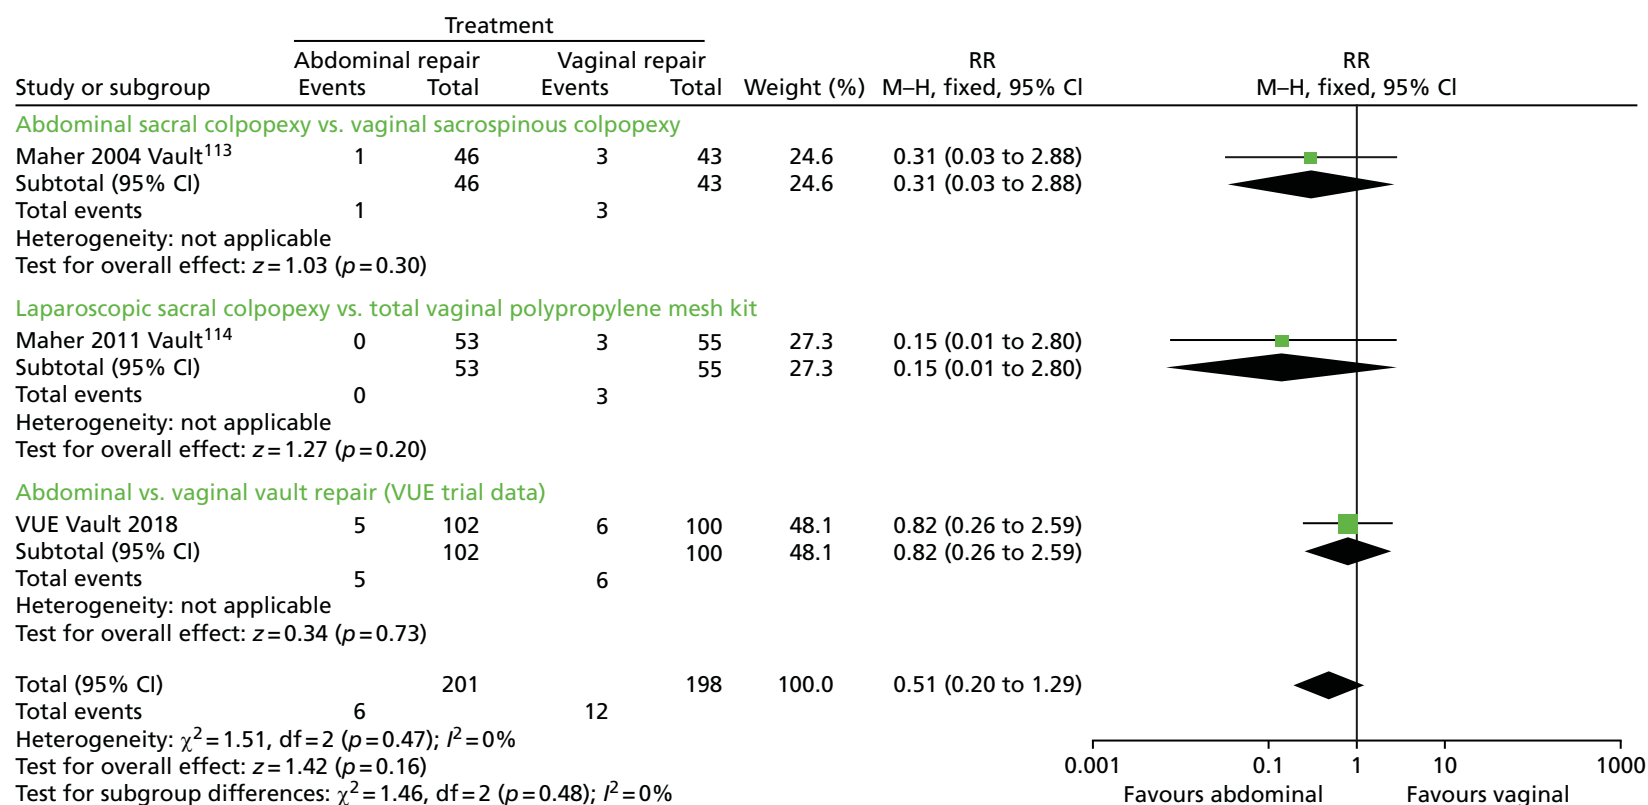 Treatment
Abdominal repair Vaginal repair RR RR
Study or subgroup Events Total Events Total Weight (%) M–H, fixed, 95% CI M–H, fixed, 95% CI
Abdominal sacral colpopexy vs. vaginal sacrospinous colpopexy
Maher 2004 Vault113 1 46 3 43 24.6 0.31 (0.03 to 2.88)
Subtotal (95% CI) 46 43 24.6 0.31 (0.03 to 2.88)
Total events 1 3
Heterogeneity: not applicable
Test for overall effect: z=1.03 (p=0.30)
Laparoscopic sacral colpopexy vs. total vaginal polypropylene mesh kit
Maher 2011 Vault114 0 53 3 55 27.3 0.15 (0.01 to 2.80)
Subtotal (95% CI) 53 55 27.3 0.15 (0.01 to 2.80)
Total events 0 3
Heterogeneity: not applicable
Test for overall effect: z=1.27 (p=0.20)
Abdominal vs. vaginal vault repair (VUE trial data)
VUE Vault 2018 5 102 6 100 48.1 0.82 (0.26 to 2.59)
Subtotal (95% CI) 102 100 48.1 0.82 (0.26 to 2.59)
Total events 5 6
Heterogeneity: not applicable
Test for overall effect: z=0.34 (p=0.73)
Total (95% CI) 201 198 100.0 0.51 (0.20 to 1.29)
Total events 6 12
Heterogeneity: χ2=1.51, df=2 (p=0.47); I2=0%
Test for overall effect: z=1.42 (p=0.16)
Test for subgroup differences: χ2=1.46, df=2 (p=0.48); I2=0%
0.001 0.1 1 10 1000
Favours abdominal Favours vaginal